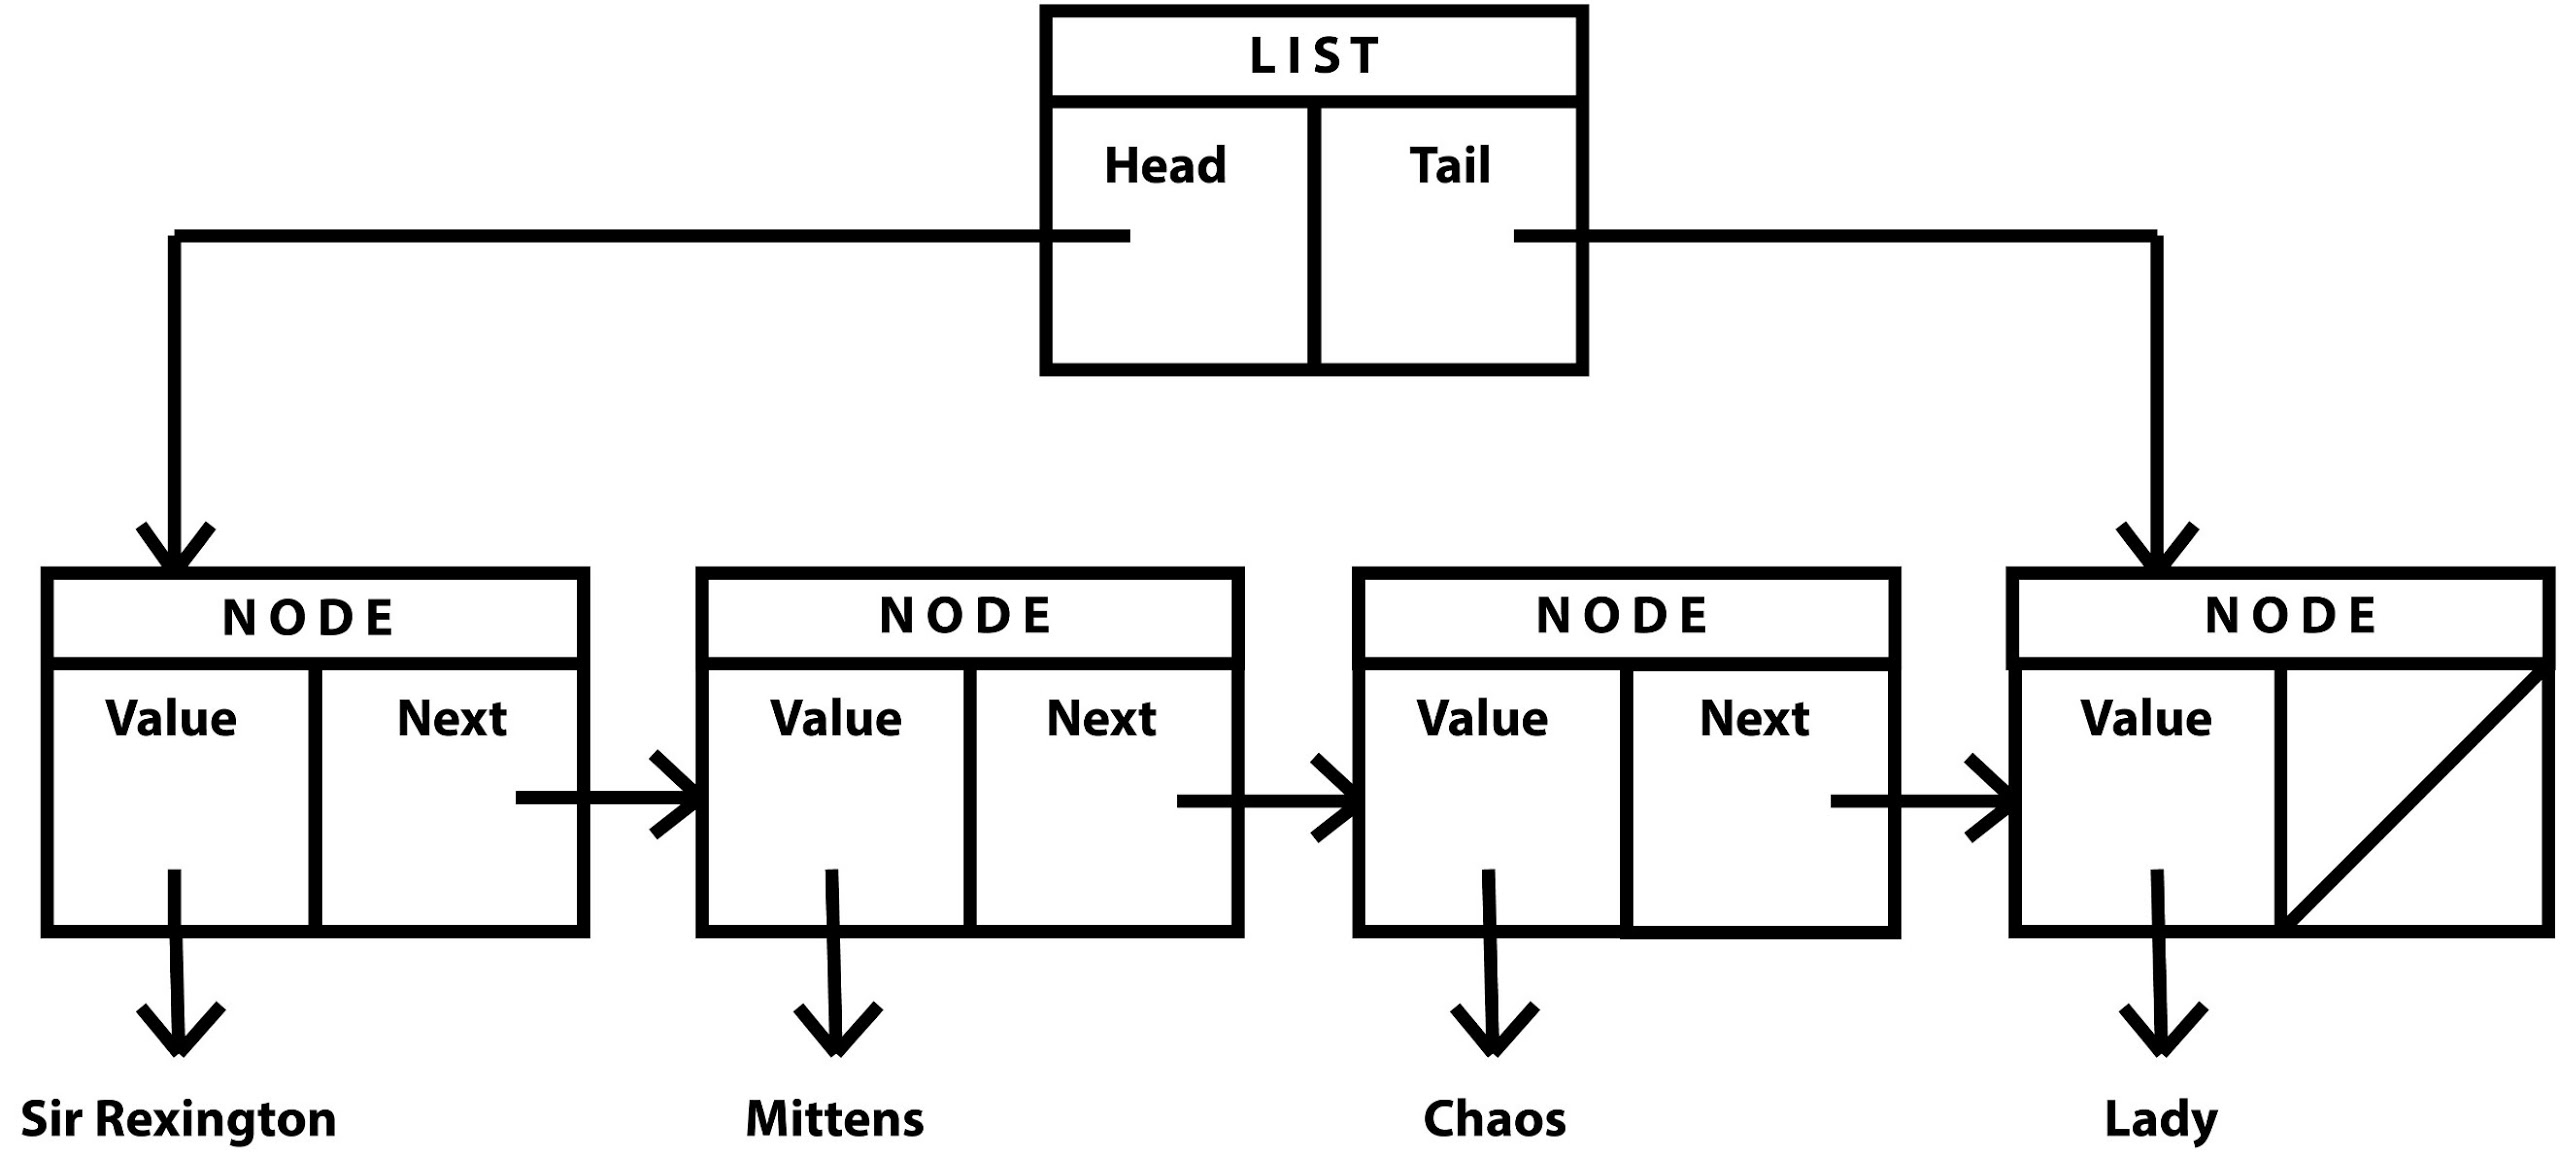 LIST
Head Tail
NODE NODE NODE NODE
Value Next Value Next Value Next Value
Sir Rexington Mittens Chaos Lady